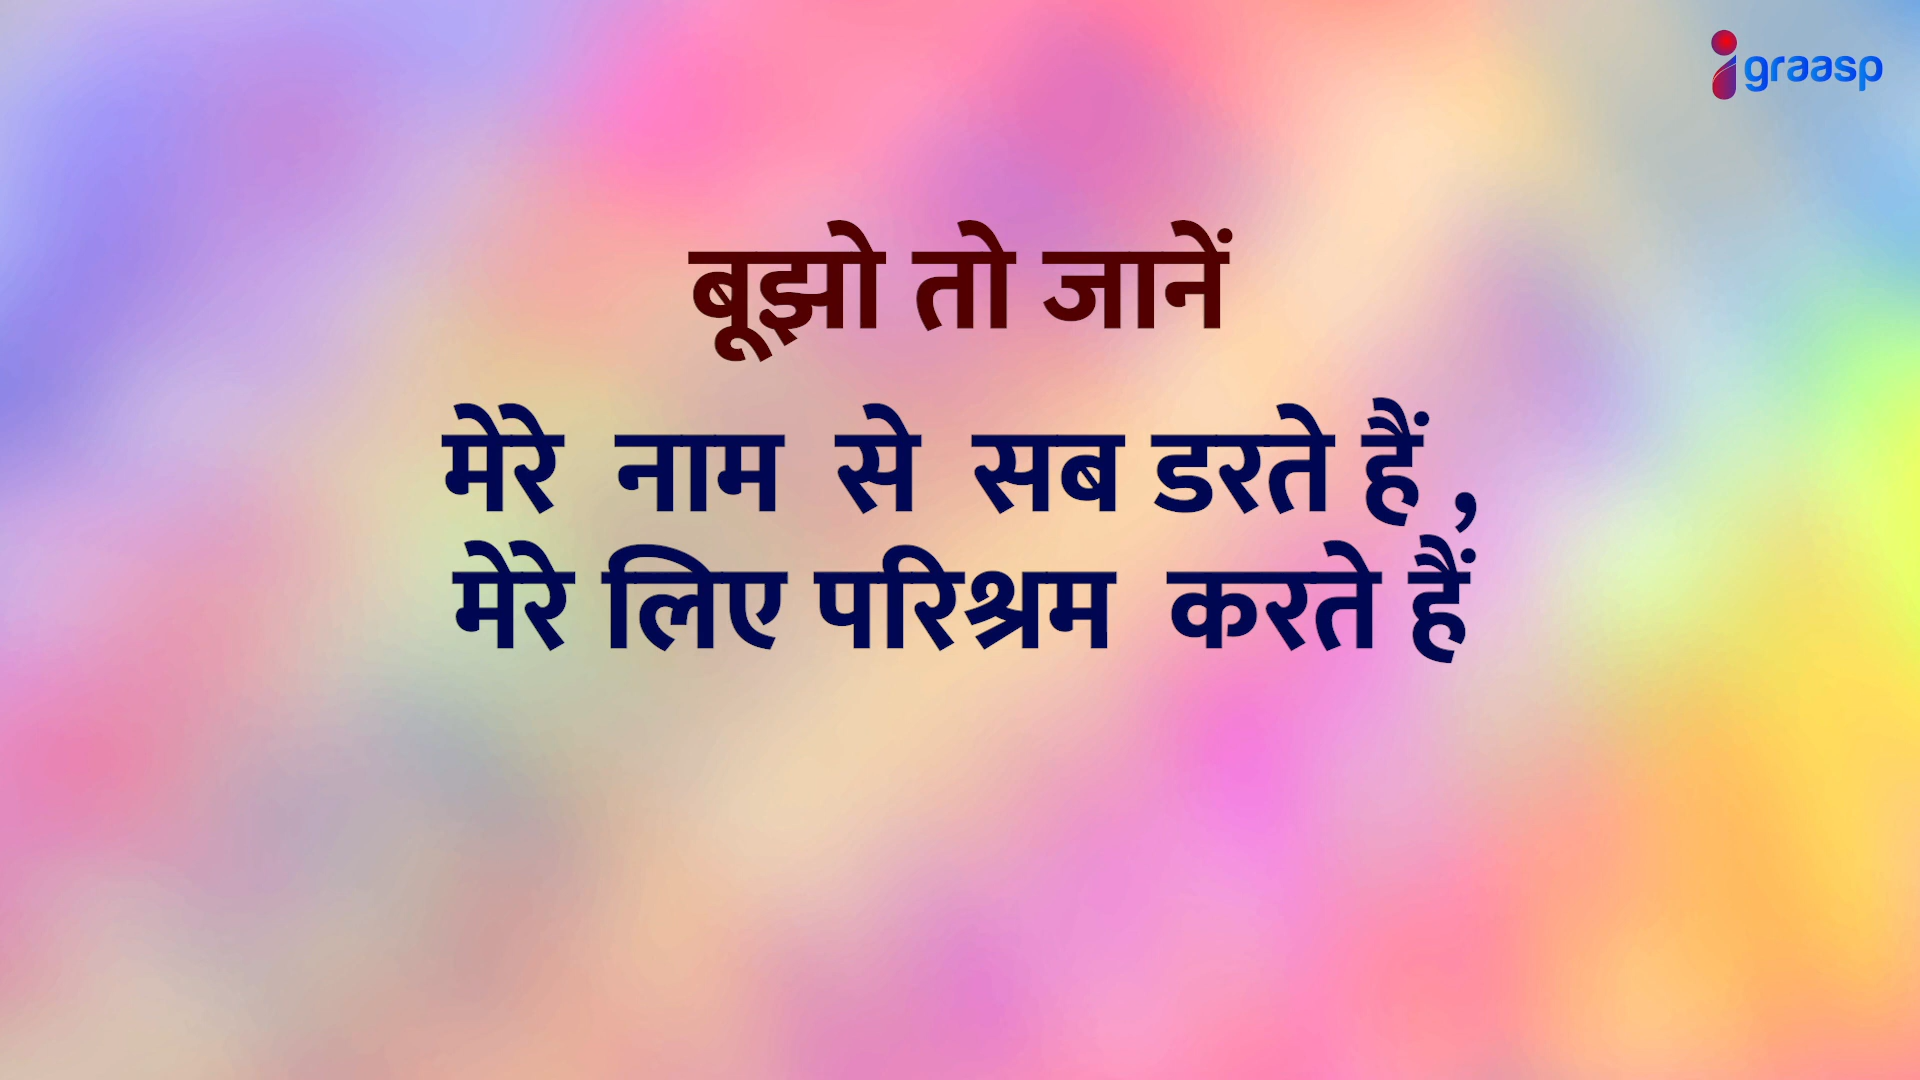 graasp
बूझो तो जानें
मेरे नाम से सब डरते हैं ,
मेरे लिए परिश्रम करते हैं